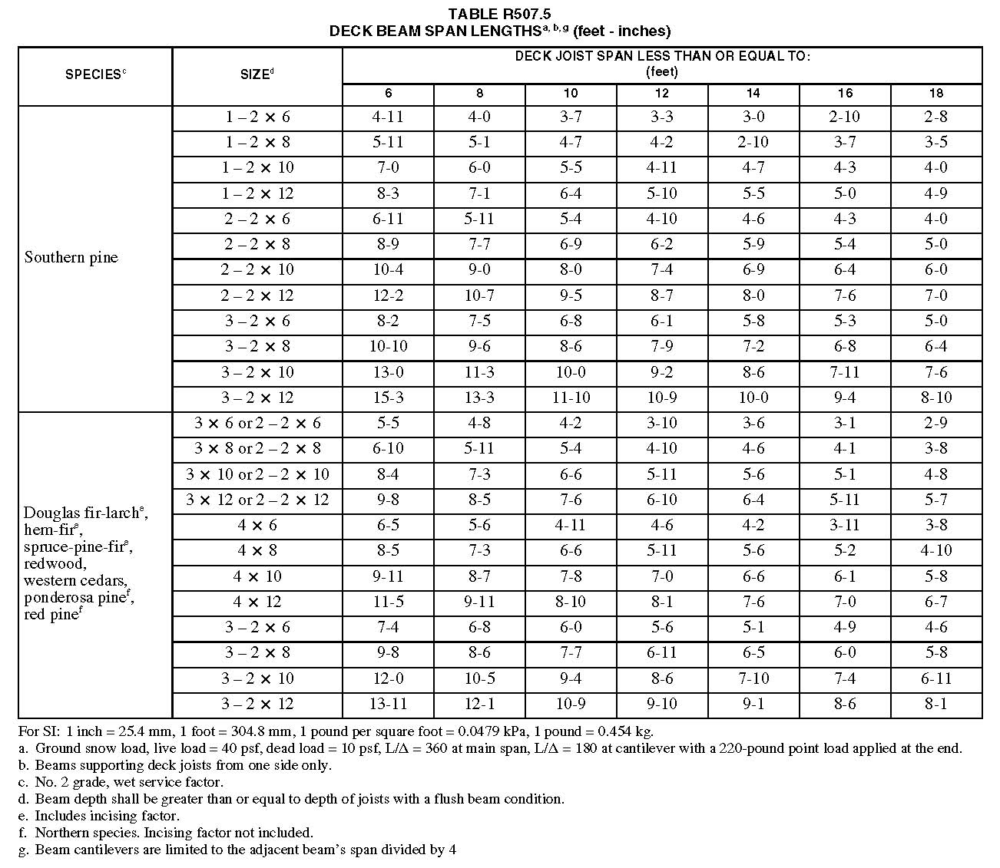 TABLE R507.5
DECK BEAM SPAN LENGTHSa, b, g (feet - inches)
SPECIESc SIZEd DECK JOIST SPAN LESS THAN OR EQUAL TO:
(feet)
6 8 10 12 14 16 18
Southern pine
1 – 2 × 6 4-11 4-0 3-7 3-3 3-0 2-10 2-8
1 – 2 × 8 5-11 5-1 4-7 4-2 2-10 3-7 3-5
1 – 2 × 10 7-0 6-0 5-5 4-11 4-7 4-3 4-0
1 – 2 × 12 8-3 7-1 6-4 5-10 5-5 5-0 4-9
2 – 2 × 6 6-11 5-11 5-4 4-10 4-6 4-3 4-0
2 – 2 × 8 8-9 7-7 6-9 6-2 5-9 5-4 5-0
2 – 2 × 10 10-4 9-0 8-0 7-4 6-9 6-4 6-0
2 – 2 × 12 12-2 10-7 9-5 8-7 8-0 7-6 7-0
3 – 2 × 6 8-2 7-5 6-8 6-1 5-8 5-3 5-0
3 – 2 × 8 10-10 9-6 8-6 7-9 7-2 6-8 6-4
3 – 2 × 10 13-0 11-3 10-0 9-2 8-6 7-11 7-6
3 – 2 × 12 15-3 13-3 11-10 10-9 10-0 9-4 8-10
Douglas fir-larche,
hem-fire,
spruce-pine-fire,
redwood,
western cedars,
ponderosa pinef,
red pinef
3 × 6 or 2 – 2 × 6 5-5 4-8 4-2 3-10 3-6 3-1 2-9
3 × 8 or 2 – 2 × 8 6-10 5-11 5-4 4-10 4-6 4-1 3-8
3 × 10 or 2 – 2 × 10 8-4 7-3 6-6 5-11 5-6 5-1 4-8
3 × 12 or 2 – 2 × 12 9-8 8-5 7-6 6-10 6-4 5-11 5-7
4 × 6 6-5 5-6 4-11 4-6 4-2 3-11 3-8
4 × 8 8-5 7-3 6-6 5-11 5-6 5-2 4-10
4 × 10 9-11 8-7 7-8 7-0 6-6 6-1 5-8
4 × 12 11-5 9-11 8-10 8-1 7-6 7-0 6-7
3 – 2 × 6 7-4 6-8 6-0 5-6 5-1 4-9 4-6
3 – 2 × 8 9-8 8-6 7-7 6-11 6-5 6-0 5-8
3 – 2 × 10 12-0 10-5 9-4 8-6 7-10 7-4 6-11
3 – 2 × 12 13-11 12-1 10-9 9-10 9-1 8-6 8-1
For SI: 1 inch = 25.4 mm, 1 foot = 304.8 mm, 1 pound per square foot = 0.0479 kPa, 1 pound = 0.454 kg.
a. Ground snow load, live load = 40 psf, dead load = 10 psf, L/Δ = 360 at main span, L/Δ = 180 at cantilever with a 220-pound point load applied at the end.
b. Beams supporting deck joists from one side only.
c. No. 2 grade, wet service factor.
d. Beam depth shall be greater than or equal to depth of joists with a flush beam condition.
e. Includes incising factor.
f. Northern species. Incising factor not included.
g. Beam cantilevers are limited to the adjacent beam's span divided by 4